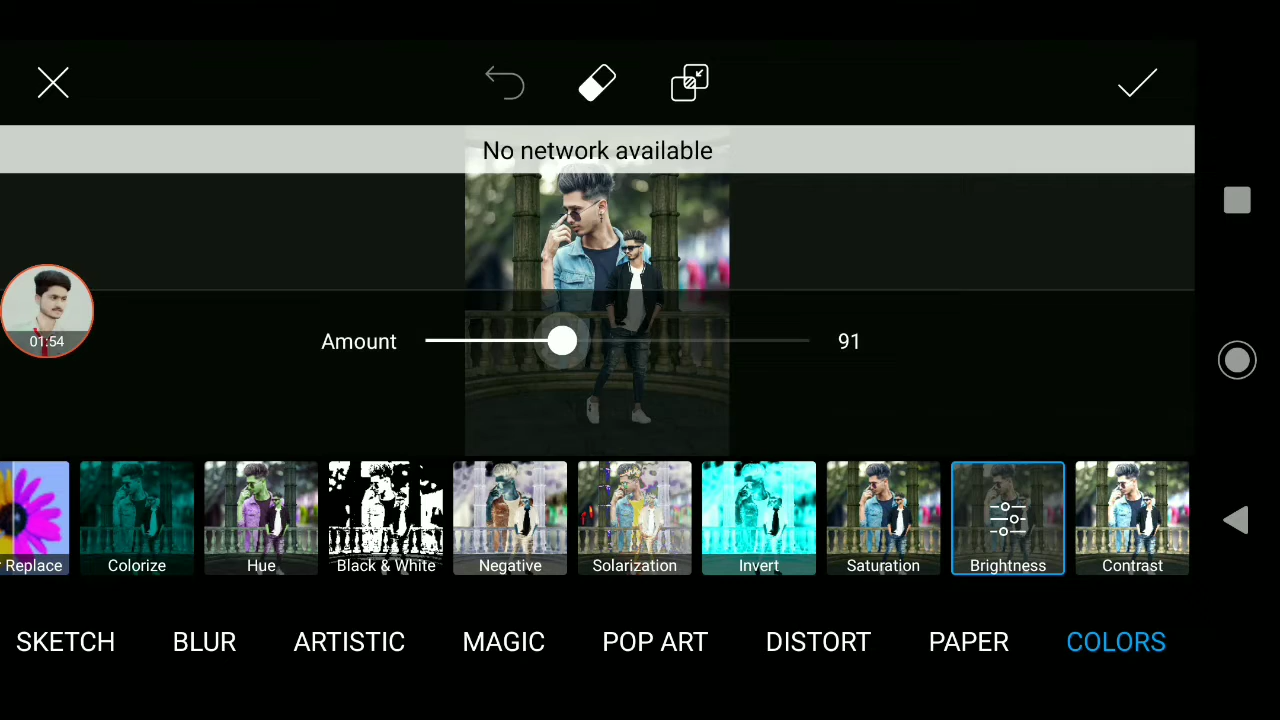 No network available
01:54
Amount
91
Replace
Colorize
Hue
Black & White
Negative
Solarization
Invert
Saturation
Brightness
Contrast
SKETCH
BLUR
ARTISTIC
MAGIC
POP ART
DISTORT
PAPER
COLORS